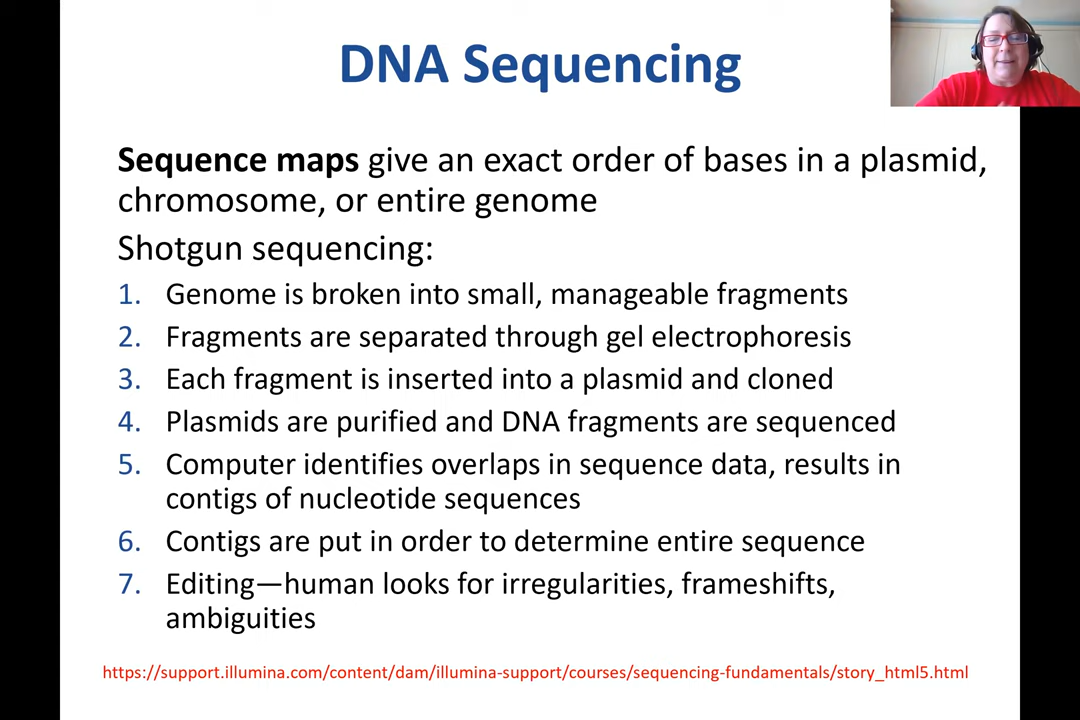 DNA Sequencing
Sequence maps give an exact order of bases in a plasmid,
chromosome, or entire genome
Shotgun sequencing:
1. Genome is broken into small, manageable fragments
2. Fragments are separated through gel electrophoresis
3. Each fragment is inserted into a plasmid and cloned
4. Plasmids are purified and DNA fragments are sequenced
5. Computer identifies overlaps in sequence data, results in
contigs of nucleotide sequences
6. Contigs are put in order to determine entire sequence
7. Editing—human looks for irregularities, frameshifts,
ambiguities
https://support.illumina.com/content/dam/illumina-support/courses/sequencing-fundamentals/story_html5.html